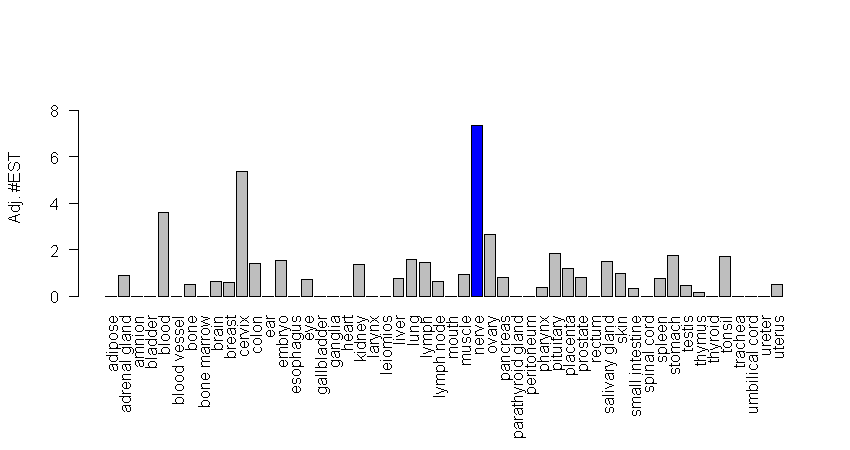 Adj. #EST
8
6
4
2
0
adipose
adrenal gland
amnion
bladder
blood
blood vessel
bone
bone marrow
brain
breast
cervix
colon
ear
embryo
esophagus
eye
gallbladder
ganglia
heart
kidney
larynx
leiomios
liver
lung
lymph
lymph node
mouth
muscle
nerve
ovary
pancreas
parathyroid gland
peritoneum
pharynx
pituitary
placenta
prostate
rectum
salivary gland
skin
small intestine
spinal cord
spleen
stomach
testis
thymus
thyroid
tonsil
trachea
umbilical cord
ureter
uterus